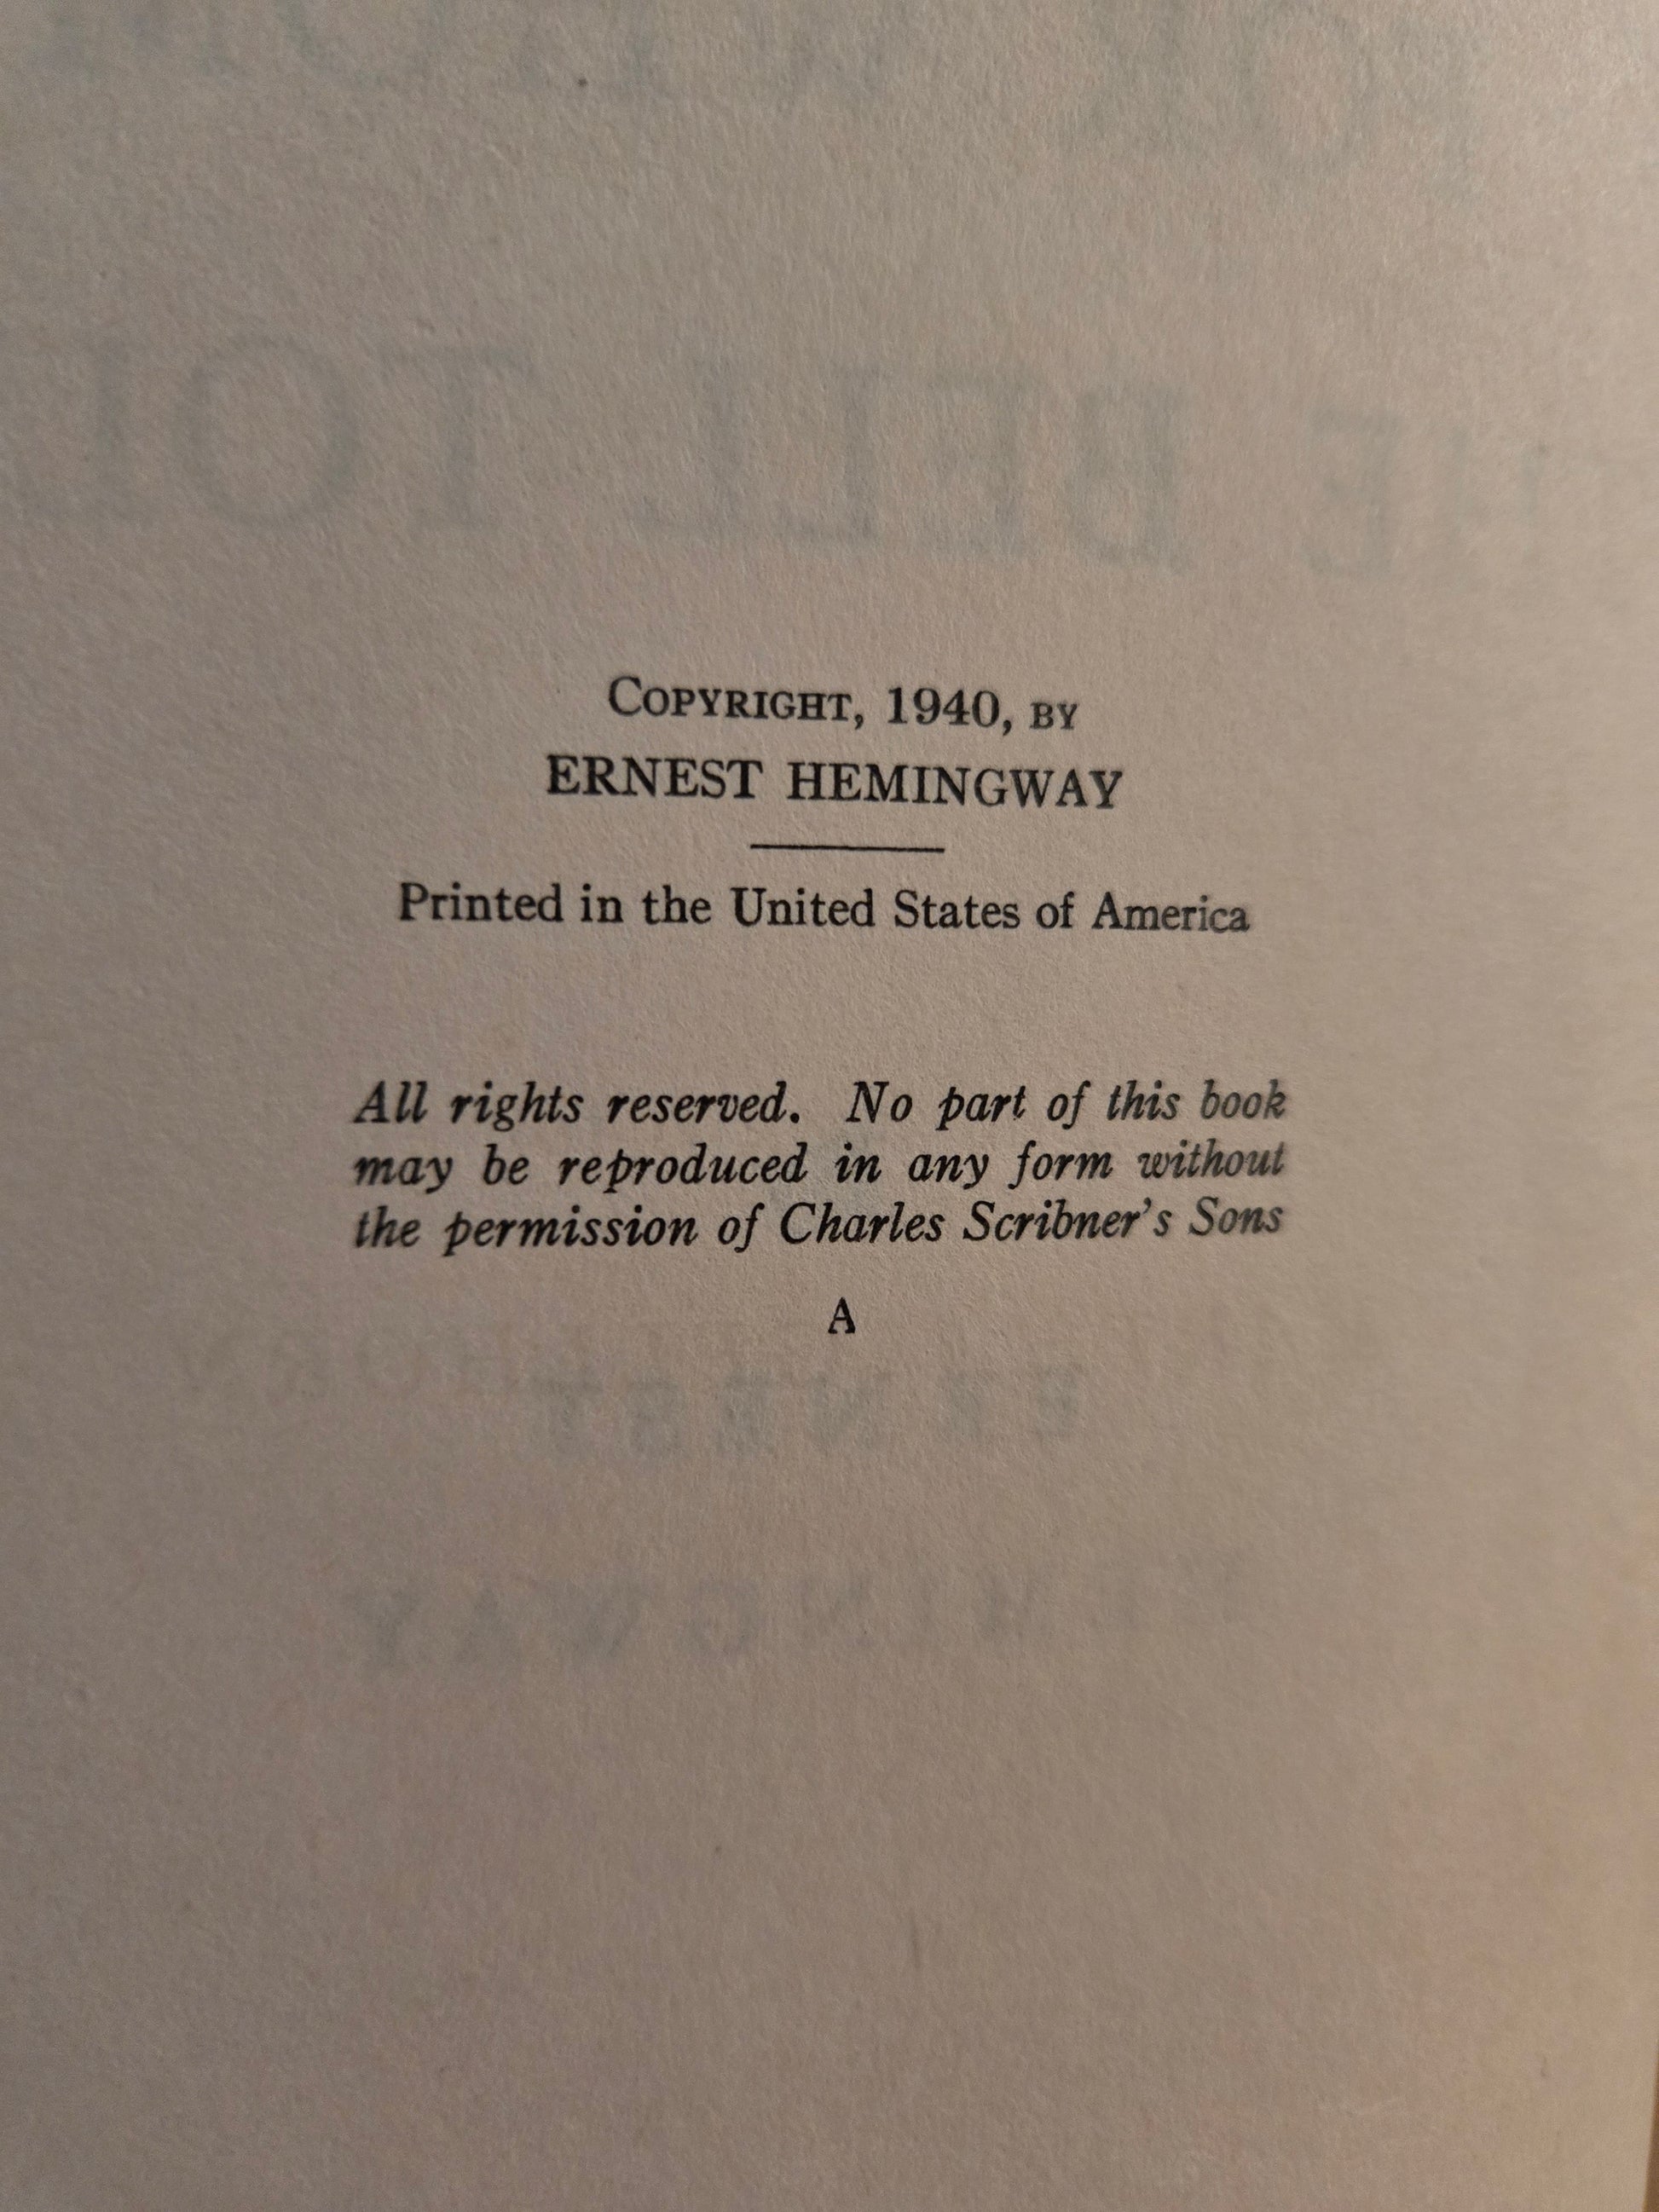 COPYRIGHT, 1940, BY
ERNEST HEMINGWAY
Printed in the United States of America
All rights reserved. No part of this book
may be reproduced in any form without
the permission of Charles Scribner's Sons
A